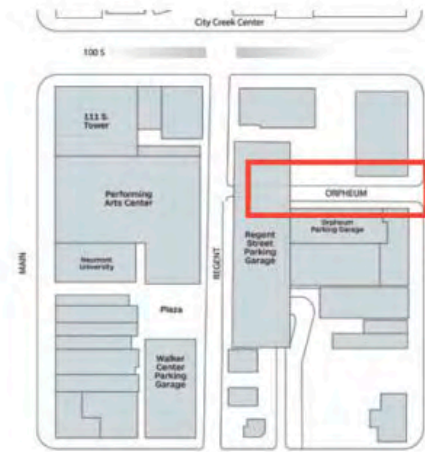 City Creek Center
100 S
111 S.
Tower
Performing
Arts Center
ORPHEUM
Orpheum
Parking Garage
Regent
Street
Parking
Garage
MAIN
Neumont
University
REGENT
Plaza
Walker
Center
Parking
Garage